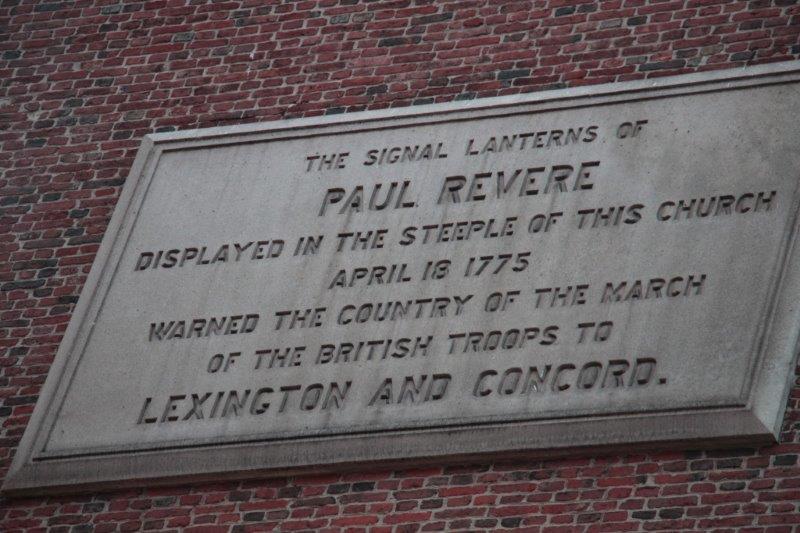 THE SIGNAL LANTERNS OF
PAUL REVERE
DISPLAYED IN THE STEEPLE OF THIS CHURCH
APRIL 18 1775
WARNED THE COUNTRY OF THE MARCH
OF THE BRITISH TROOPS TO
LEXINGTON AND CONCORD.